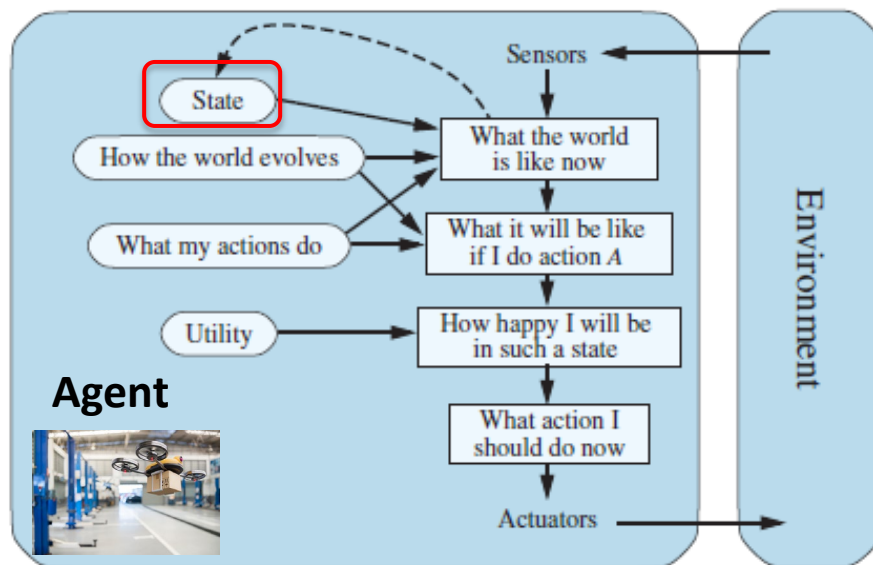 Sensors
State
What the world
is like now
How the world evolves
What my actions do
What it will be like
if I do action A
Utility
How happy I will be
in such a state
Agent
What action I
should do now
Actuators
Environment